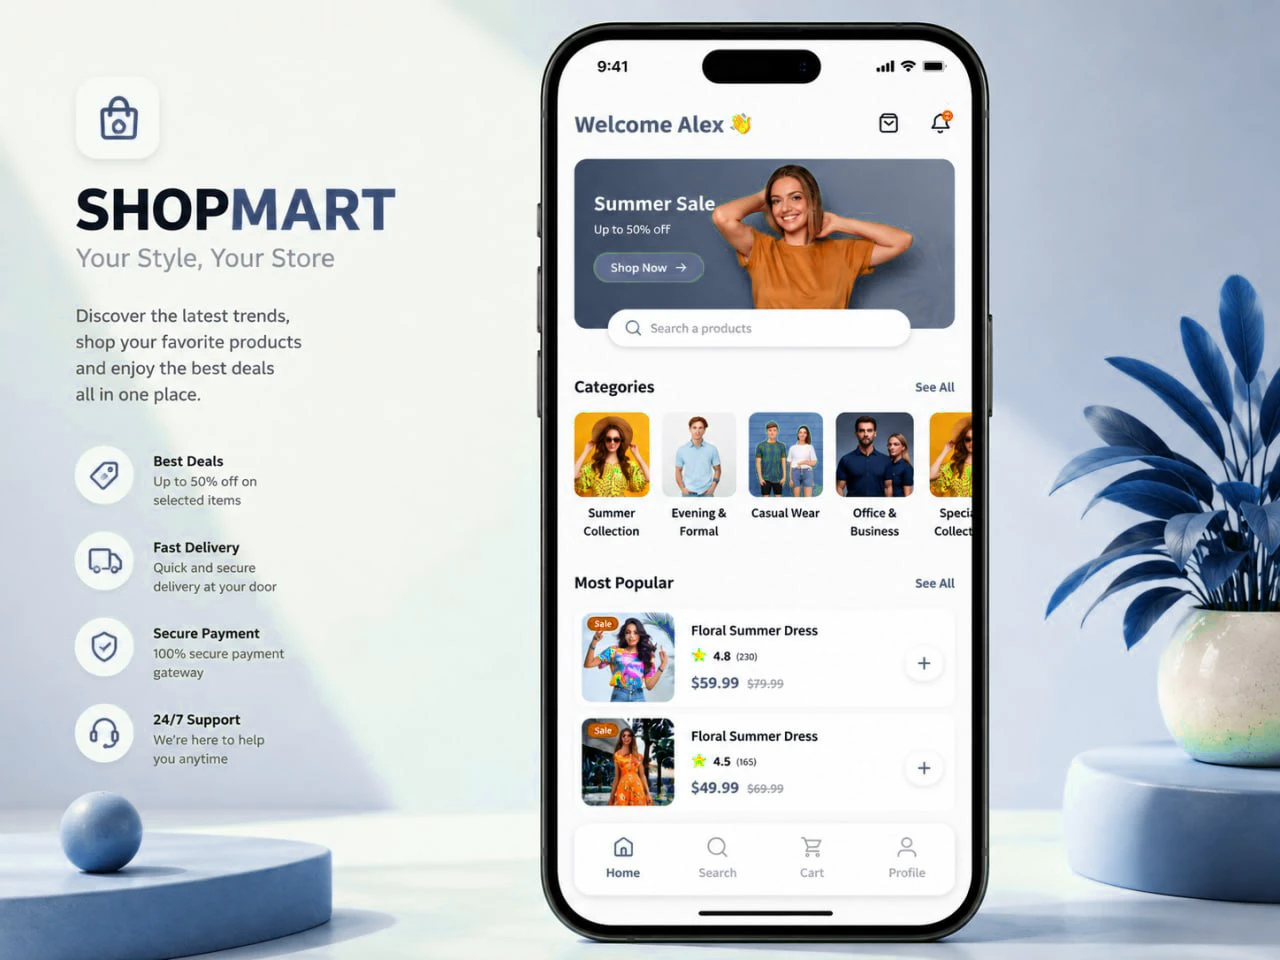 SHOPMART
Your Style, Your Store
Discover the latest trends,
shop your favorite products
and enjoy the best deals
all in one place.
Best Deals
Up to 50% off on
selected items
Fast Delivery
Quick and secure
delivery at your door
Secure Payment
100% secure payment
gateway
24/7 Support
We're here to help
you anytime
9:41
Welcome Alex 👋
Summer Sale
Up to 50% off
Shop Now →
Search a products
Categories
See All
Summer
Collection
Evening &
Formal
Casual Wear
Office &
Business
Specia
Collect
Most Popular
See All
Sale
Floral Summer Dress
4.8 (230)
$59.99 $79.99
+
Sale
Floral Summer Dress
4.5 (165)
$49.99 $69.99
+
Home
Search
Cart
Profile